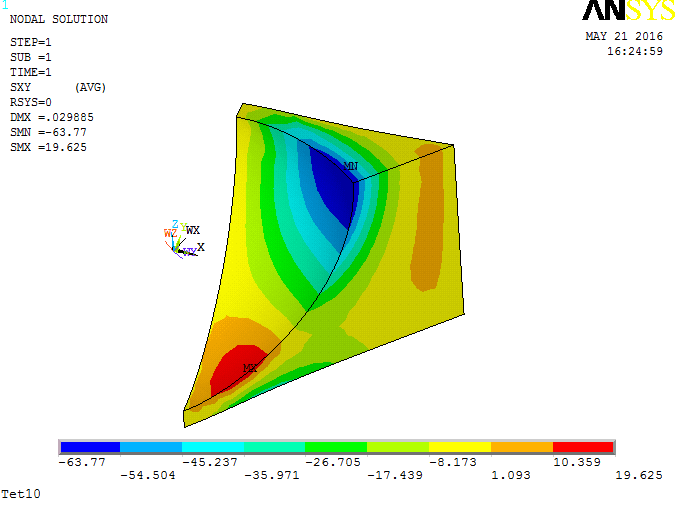 1
NODAL SOLUTION
ANSYS
MAY 21 2016
16:24:59
STEP=1
SUB =1
TIME=1
SXY (AVG)
RSYS=0
DMX =.029885
SMN =-63.77
SMX =19.625
MN
Z
WZ WX
X
MX
-63.77 -45.237 -26.705 -8.173 10.359
-54.504 -35.971 -17.439 1.093 19.625
Tet10